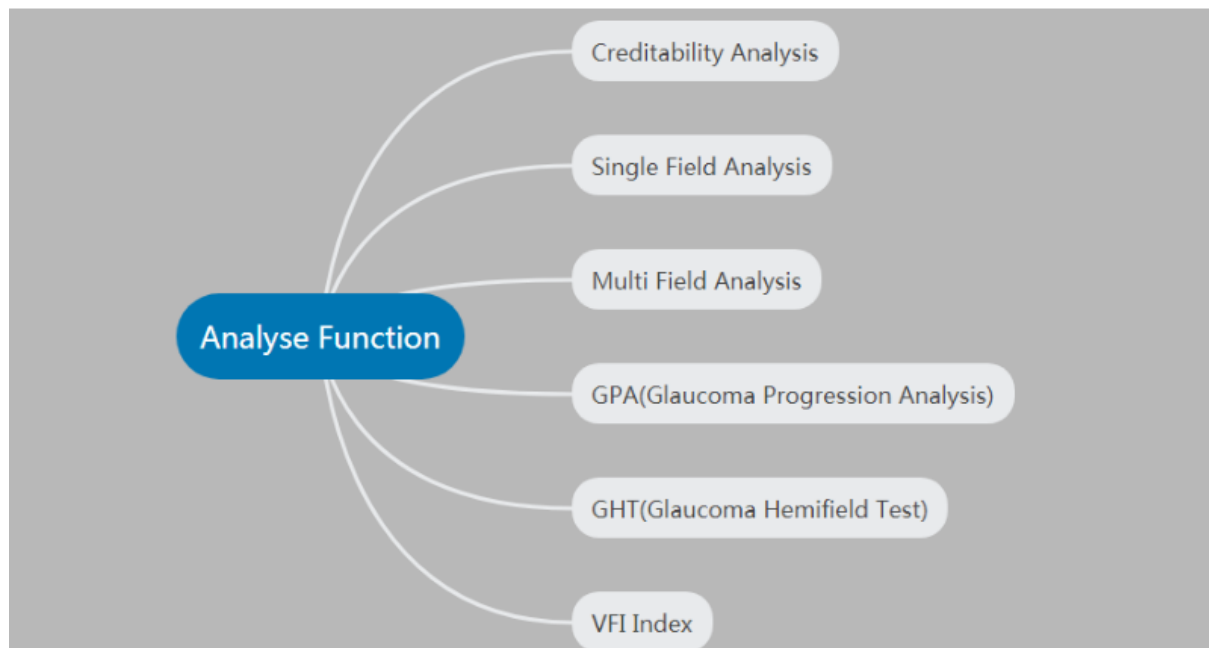 Creditability Analysis
Single Field Analysis
Multi Field Analysis
Analyse Function
GPA(Glaucoma Progression Analysis)
GHT(Glaucoma Hemifield Test)
VFI Index